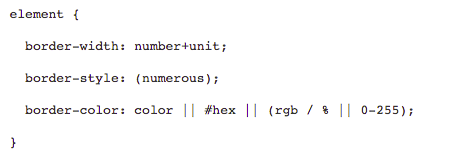 element {
border-width: number+unit;
border-style: (numerous);
border-color: color || #hex || (rgb / % || 0-255);
}